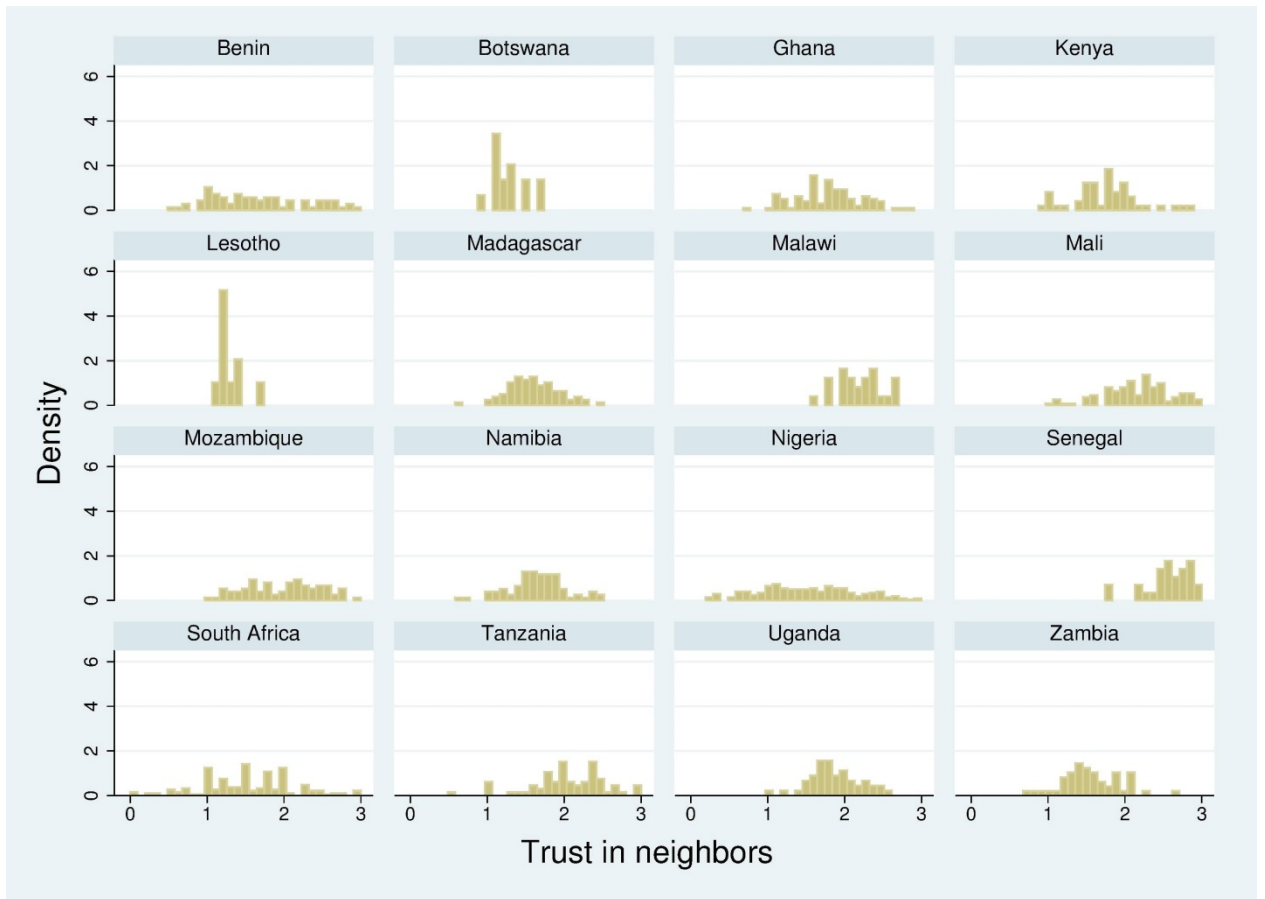 Benin Botswana Ghana Kenya
6
4
2
0
Lesotho Madagascar Malawi Mali
6
4
2
0
Mozambique Namibia Nigeria Senegal
6
4
2
0
South Africa Tanzania Uganda Zambia
6
4
2
0
0 1 2 3 0 1 2 3 0 1 2 3 0 1 2 3
Density
Trust in neighbors